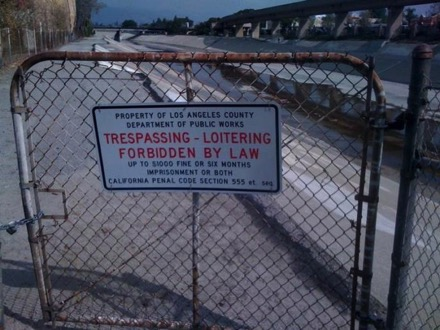 PROPERTY OF LOS ANGELES COUNTY
DEPARTMENT OF PUBLIC WORKS
TRESPASSING - LOITERING
FORBIDDEN BY LAW
UP TO $1000 FINE OR SIX MONTHS
IMPRISONMENT OR BOTH
CALIFORNIA PENAL CODE SECTION 555 et seq.